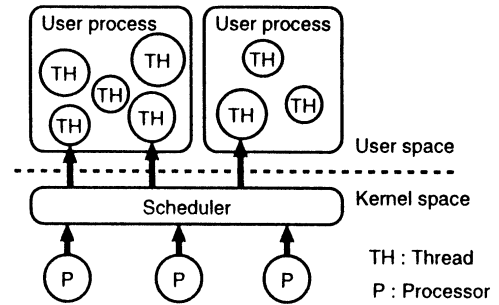 User process
User process
TH
TH
TH
TH
TH
TH
TH
TH
User space
Kernel space
Scheduler
P
P
P
TH : Thread
P : Processor